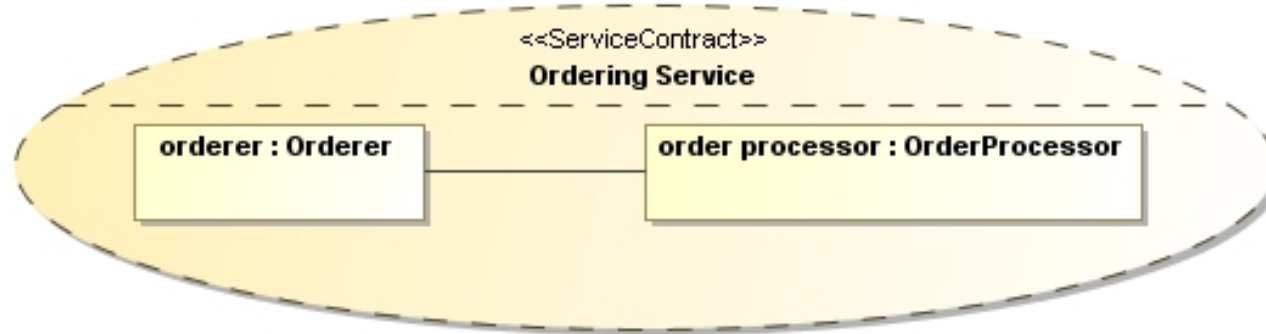 <<ServiceContract>>
Ordering Service
orderer : Orderer
order processor : OrderProcessor